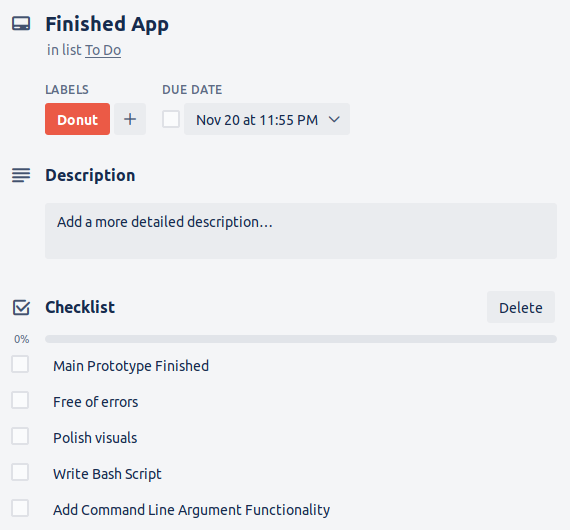 Finished App
in list To Do
LABELS
DUE DATE
Donut
+
Nov 20 at 11:55 PM
Description
Add a more detailed description...
Checklist
Delete
0%
Main Prototype Finished
Free of errors
Polish visuals
Write Bash Script
Add Command Line Argument Functionality